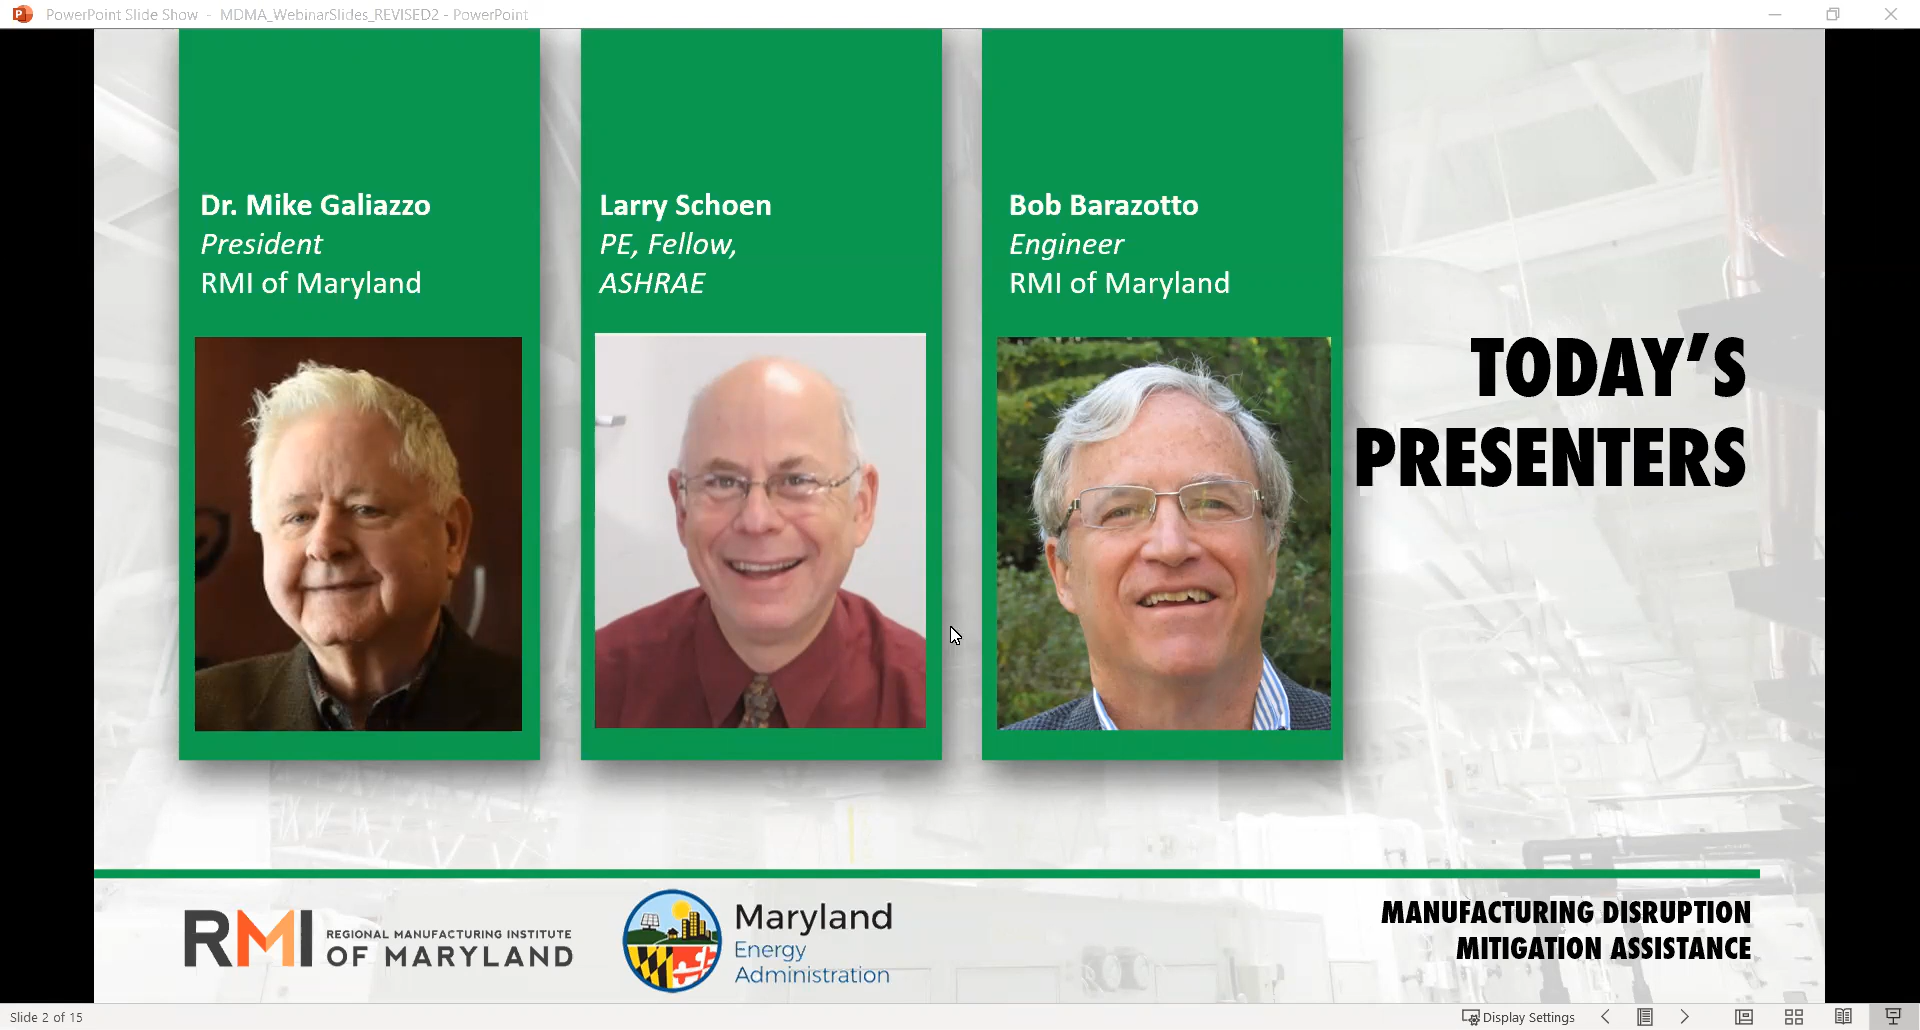 PowerPoint Slide Show - MDMA_WebinarSlides_REVISED2 - PowerPoint
Dr. Mike Galiazzo
President
RMI of Maryland
Larry Schoen
PE, Fellow,
ASHRAE
Bob Barazotto
Engineer
RMI of Maryland
TODAY’S
PRESENTERS
RMI REGIONAL MANUFACTURING INSTITUTE
OF MARYLAND
Maryland
Energy
Administration
MANUFACTURING DISRUPTION
MITIGATION ASSISTANCE
Slide 2 of 15
Display Settings